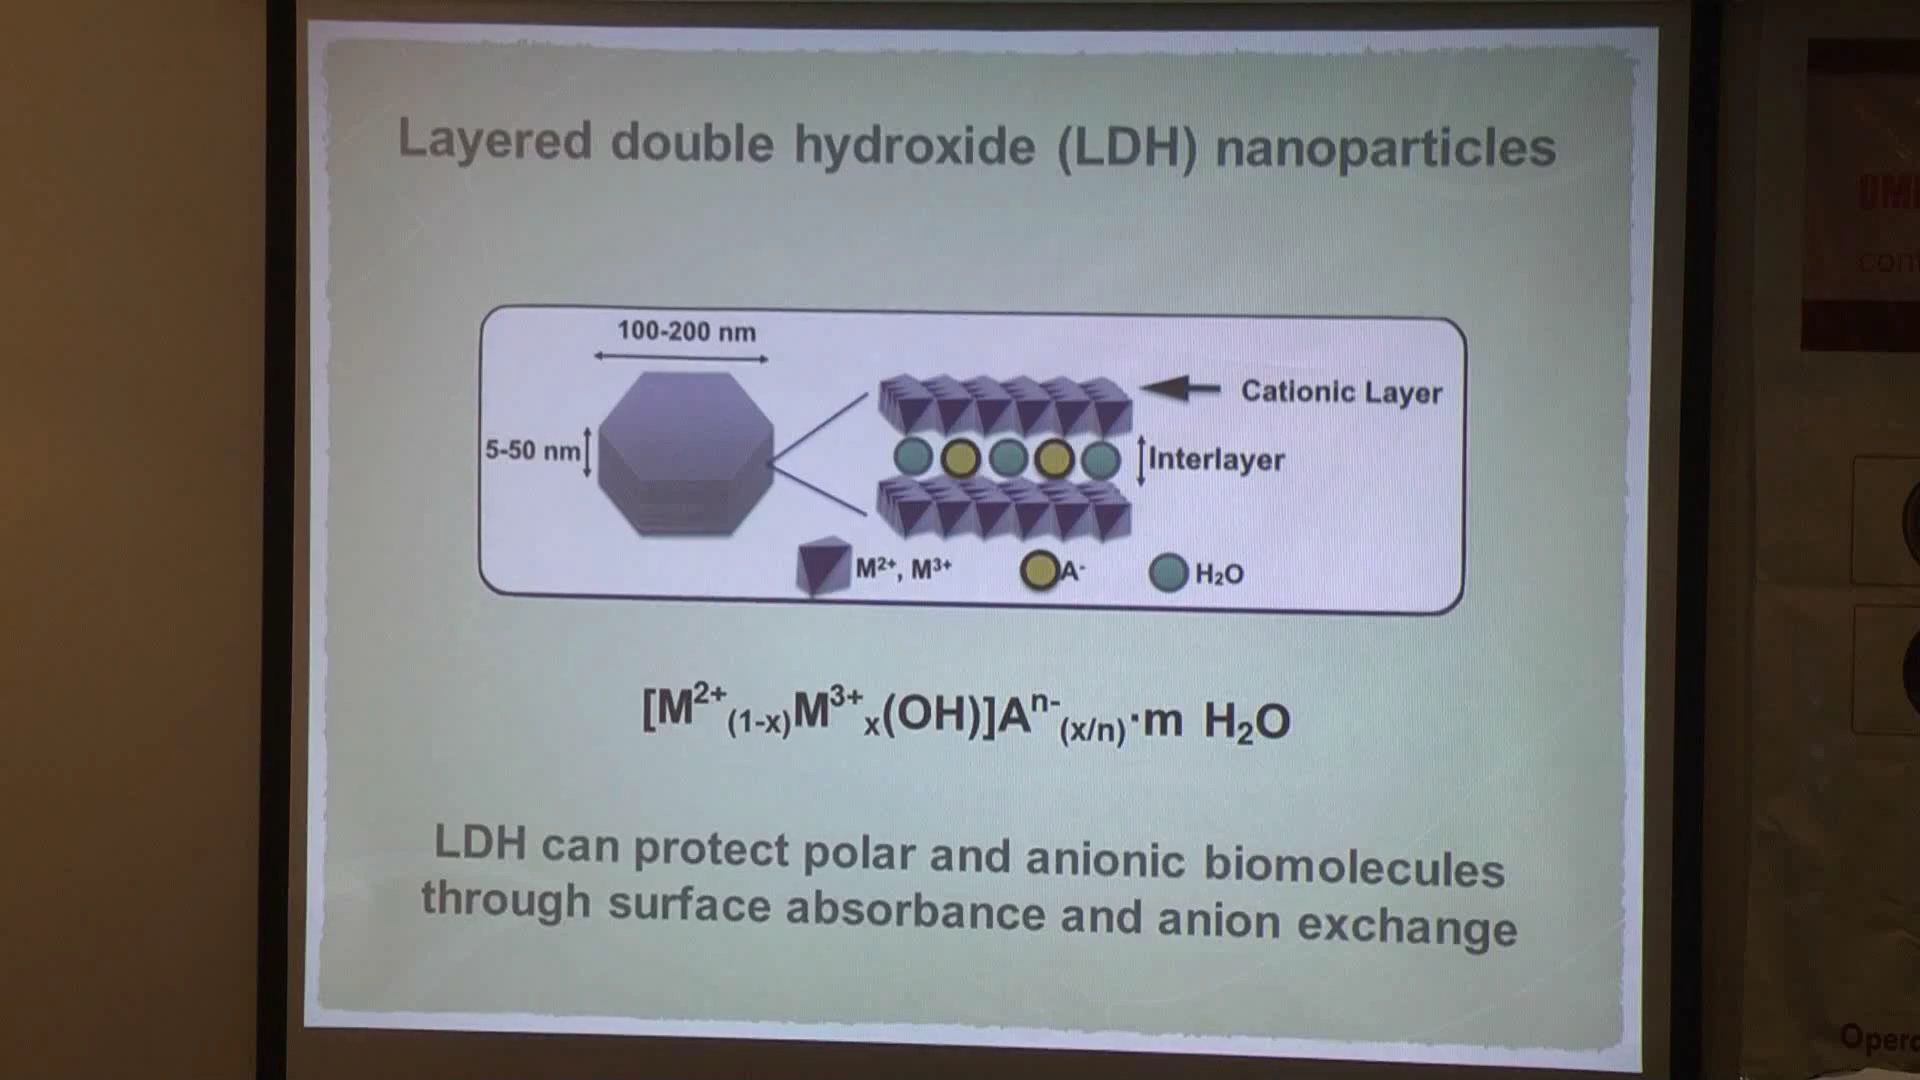 Layered double hydroxide (LDH) nanoparticles
100-200 nm
Cationic Layer
5-50 nm
Interlayer
M²⁺, M³⁺
A⁻
H₂O
[M²⁺₍₁₋ₓ₎M³⁺ₓ(OH)]Aⁿ⁻₍ₓ/ₙ₎·m H₂O
LDH can protect polar and anionic biomolecules
through surface absorbance and anion exchange